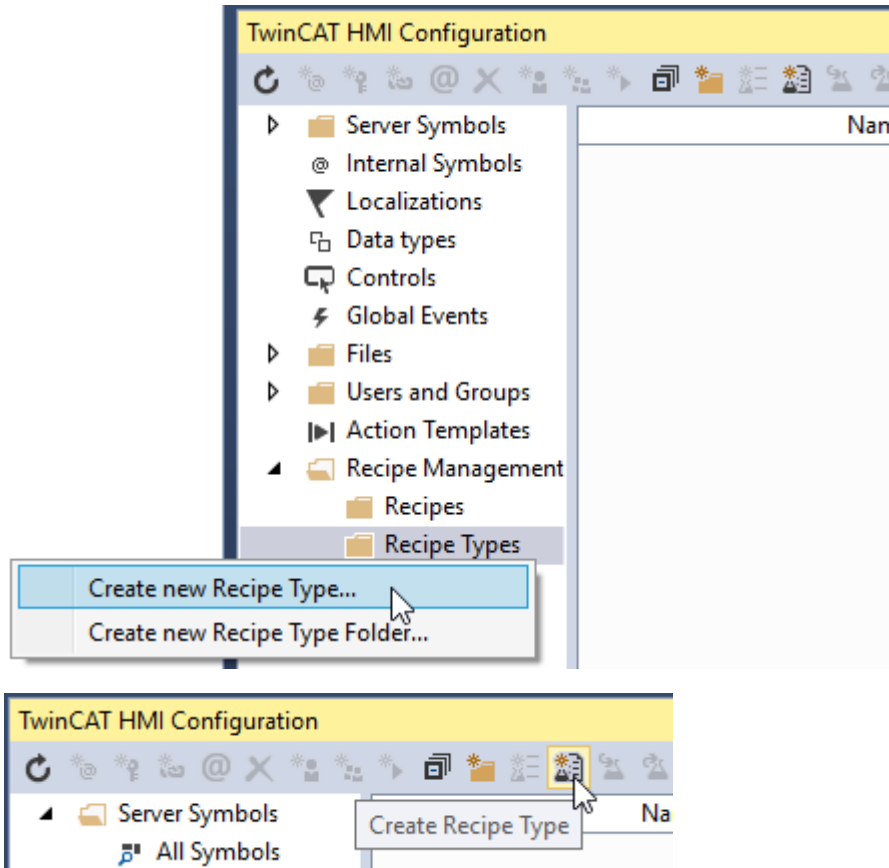 TwinCAT HMI Configuration
Server Symbols
Internal Symbols
Localizations
Data types
Controls
Global Events
Files
Users and Groups
Action Templates
Recipe Management
Recipes
Recipe Types
Create new Recipe Type...
Create new Recipe Type Folder...
TwinCAT HMI Configuration
Server Symbols
Create Recipe Type
All Symbols